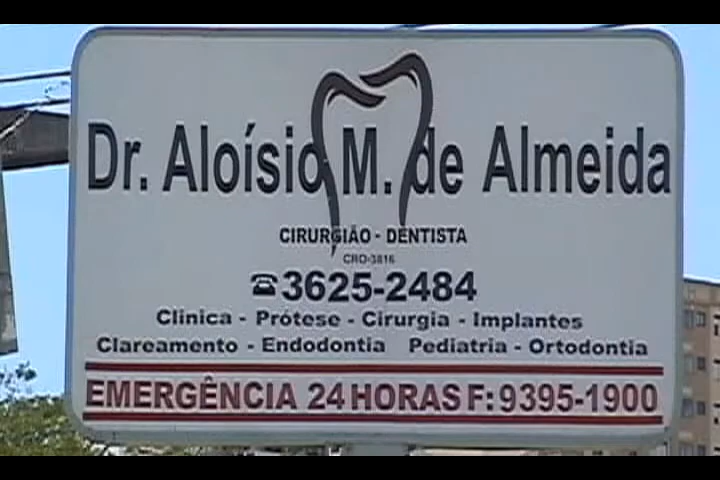 Dr. Aloísio M. de Almeida
CIRURGIÃO - DENTISTA
CRO-3816
☎3625-2484
Clínica - Prótese - Cirurgia - Implantes
Clareamento - Endodontia Pediatria - Ortodontia
EMERGÊNCIA 24 HORAS F: 9395-1900